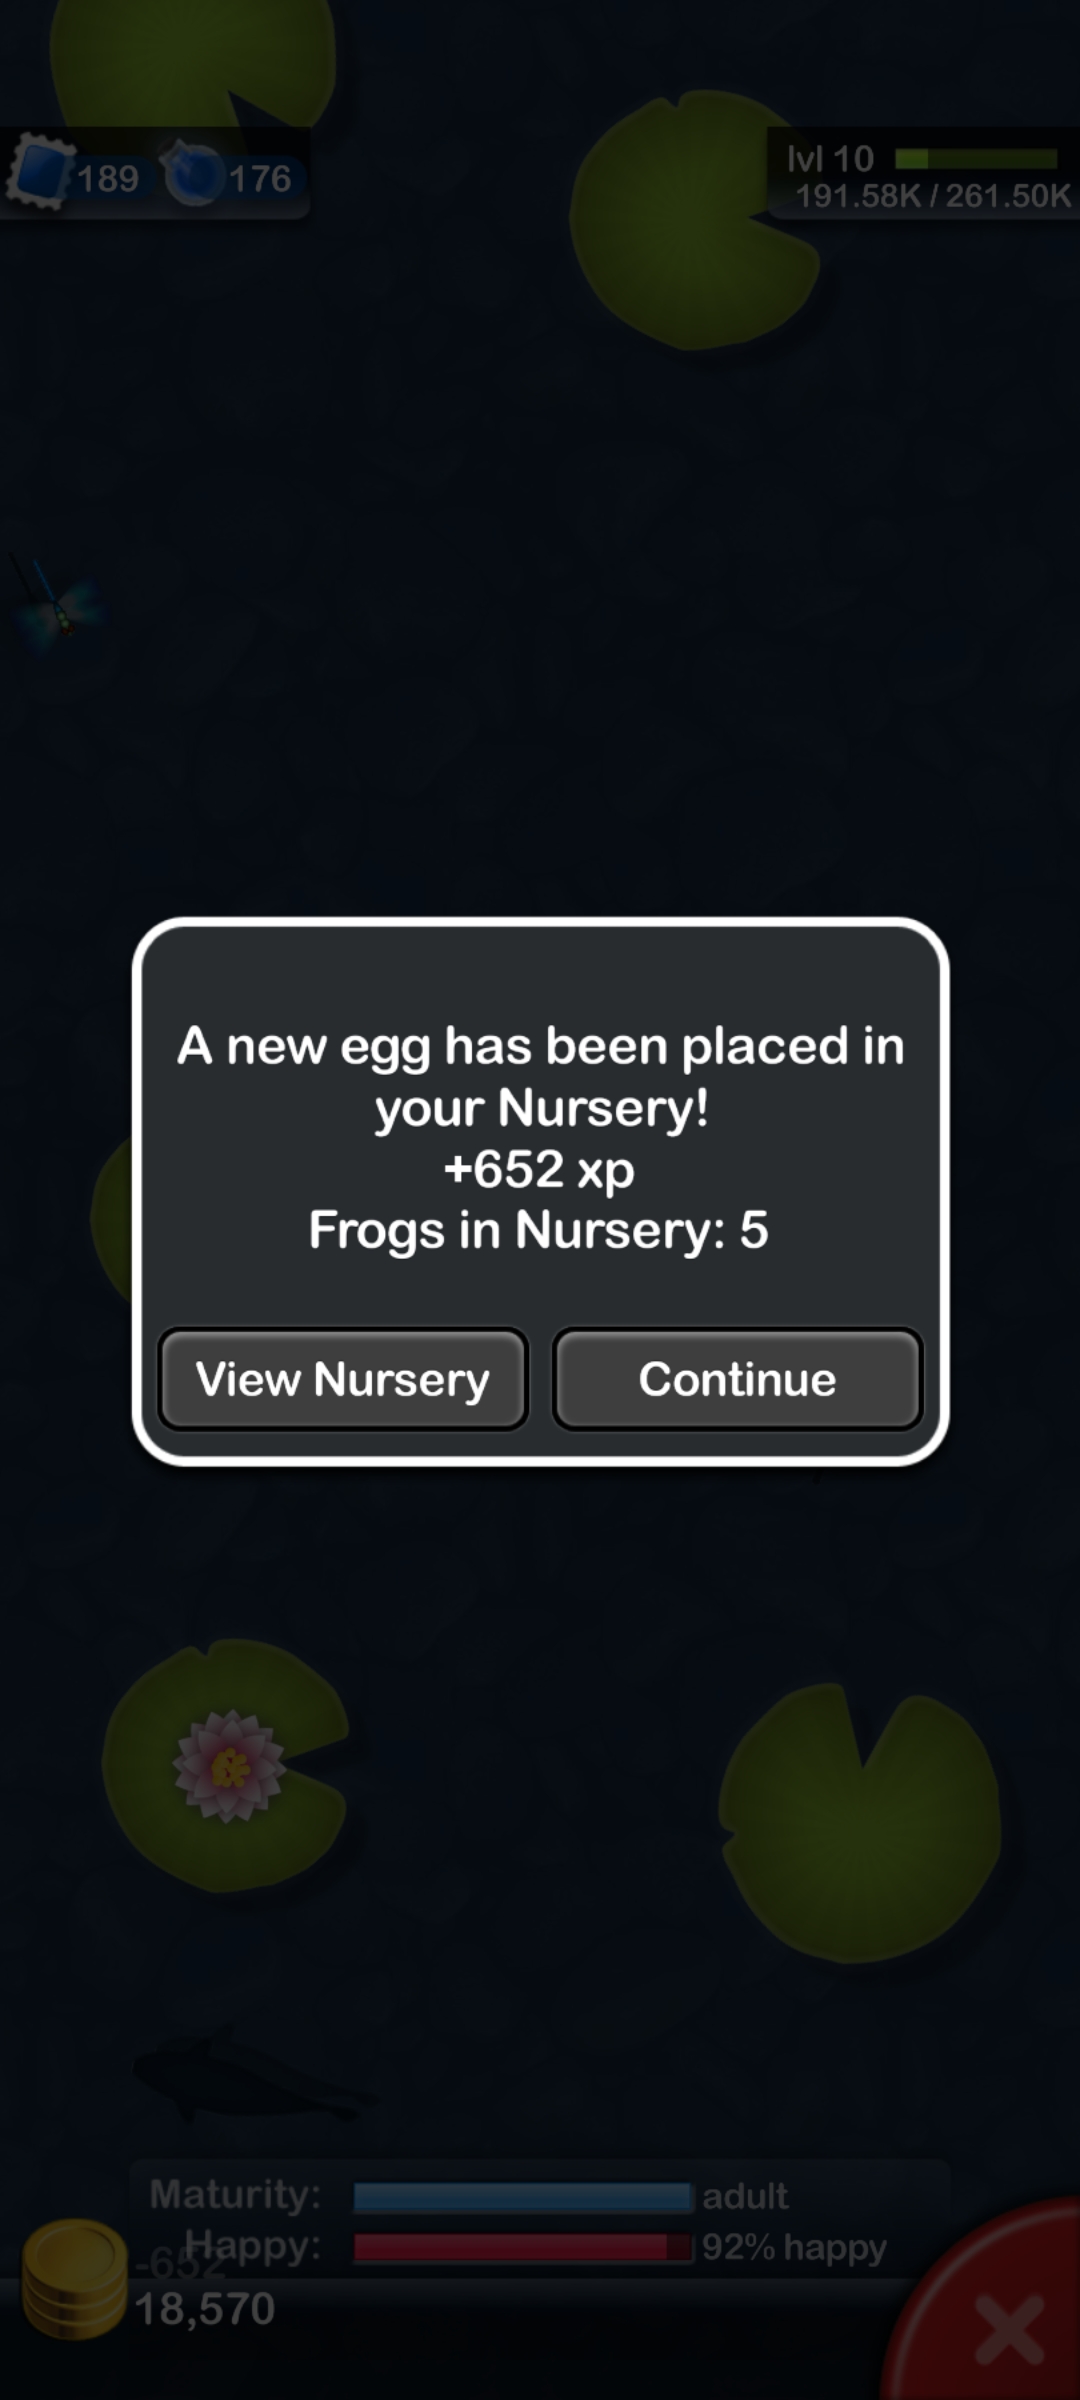 189 176
lvl 10
191.58K / 261.50K
A new egg has been placed in
your Nursery!
+652 xp
Frogs in Nursery: 5
View Nursery Continue
Maturity: adult
Happy: 92% happy
-652
18,570